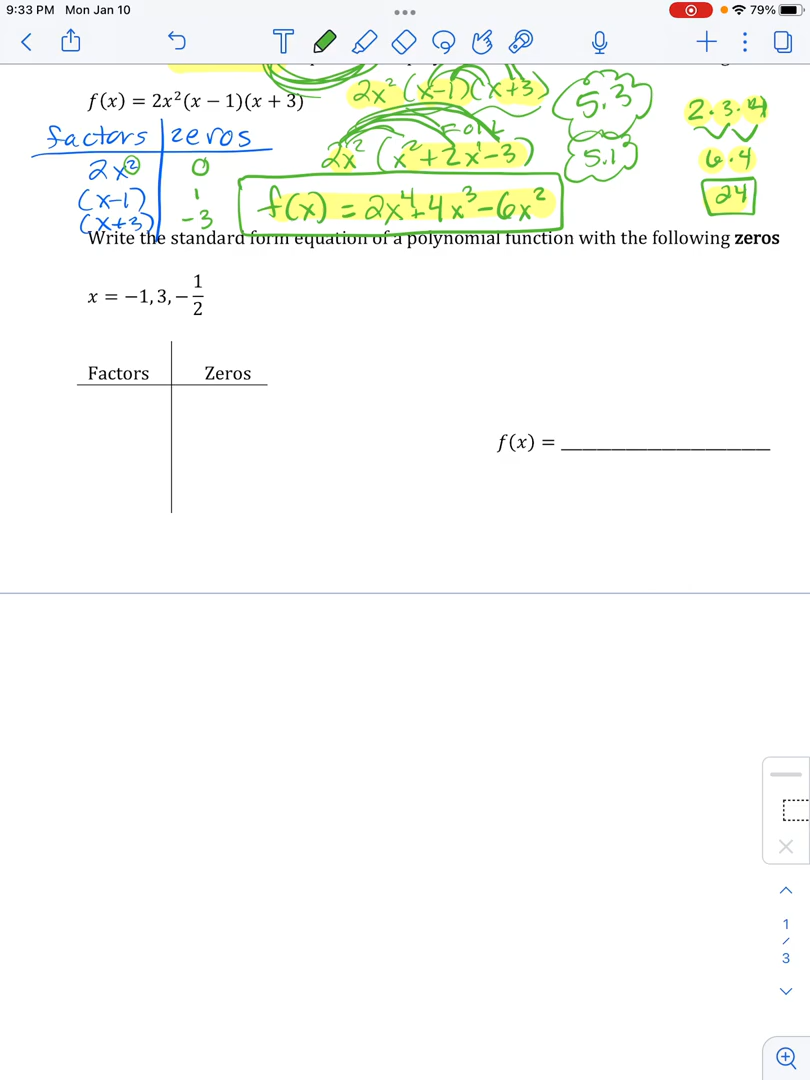 9:33 PM Mon Jan 10
79%
2x²(x-1)(x+3)
f(x) = 2x²(x − 1)(x + 3)
5.3
2·3·4
factors zeros
FOIL
2x² (x²+2x-3)
5.1
6·4
2x² 0
24
(x-1) 1
f(x) = 2x⁴+4x³-6x²
(x+3) -3
Write the standard form equation of a polynomial function with the following zeros
x = −1, 3, −1/2
Factors Zeros
f(x) = ____________________
1
/
3